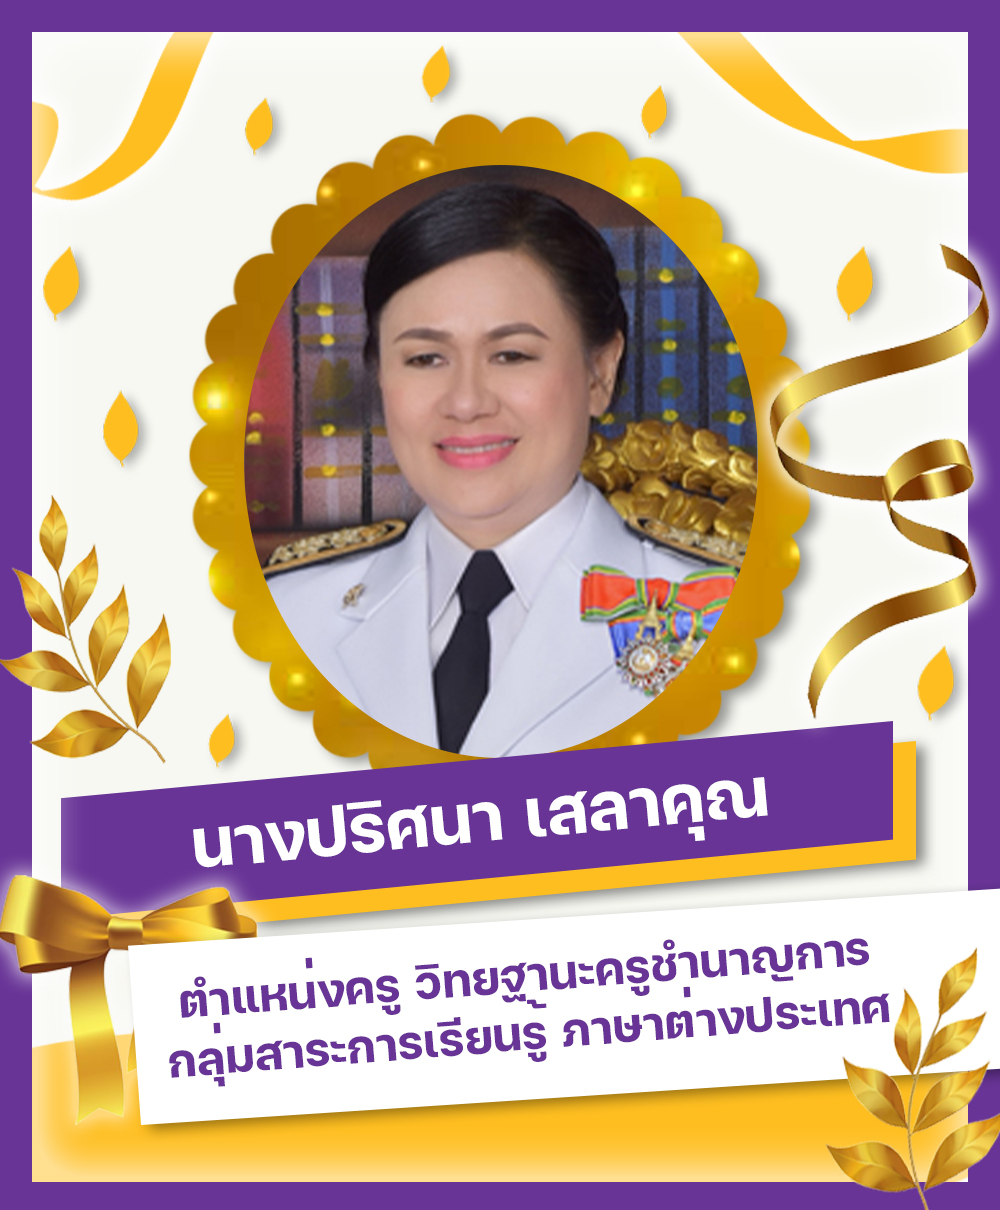 นางปริศนา เสลาคุณ
ตำแหน่งครู วิทยฐานะครูชำนาญการ
กลุ่มสาระการเรียนรู้ ภาษาต่างประเทศ